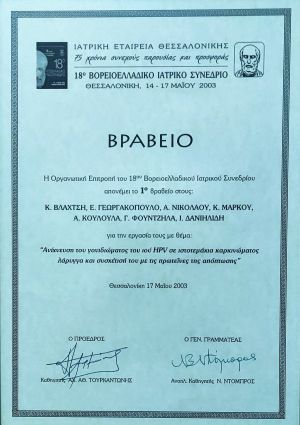 ΙΑΤΡΙΚΗ ΕΤΑΙΡΕΙΑ ΘΕΣΣΑΛΟΝΙΚΗΣ
75 χρόνια συνεχούς παρουσίας και προσφοράς
18ο ΒΟΡΕΙΟΕΛΛΑΔΙΚΟ ΙΑΤΡΙΚΟ ΣΥΝΕΔΡΙΟ
ΘΕΣΣΑΛΟΝΙΚΗ, 14 - 17 ΜΑΪΟΥ 2003
ΒΡΑΒΕΙΟ
Η Οργανωτική Επιτροπή του 18ου Βορειοελλαδικού Ιατρικού Συνεδρίου
απονέμει το 1ο βραβείο στους:
Κ. ΒΛΑΧΤΣΗ, Ε. ΓΕΩΡΓΑΚΟΠΟΥΛΟ, Α. ΝΙΚΟΛΑΟΥ, Κ. ΜΑΡΚΟΥ,
Α. ΚΟΥΛΟΥΛΑ, Γ. ΦΟΥΝΤΖΗΛΑ, Ι. ΔΑΝΙΗΛΙΔΗ
για την εργασία τους με θέμα:
"Ανίχνευση του γονιδιώματος του ιού HPV σε ιστοτεμάχια καρκινώματος
λάρυγγα και συσχέτισή του με τις πρωτεΐνες της απόπτωσης"
Θεσσαλονίκη 17 Μαΐου 2003
Ο ΠΡΟΕΔΡΟΣ Ο ΓΕΝ. ΓΡΑΜΜΑΤΕΑΣ
Καθηγητής ΑΘ. ΤΟΥΡΚΑΝΤΩΝΗΣ Αναπλ. Καθηγητής Ν. ΝΤΟΜΠΡΟΣ